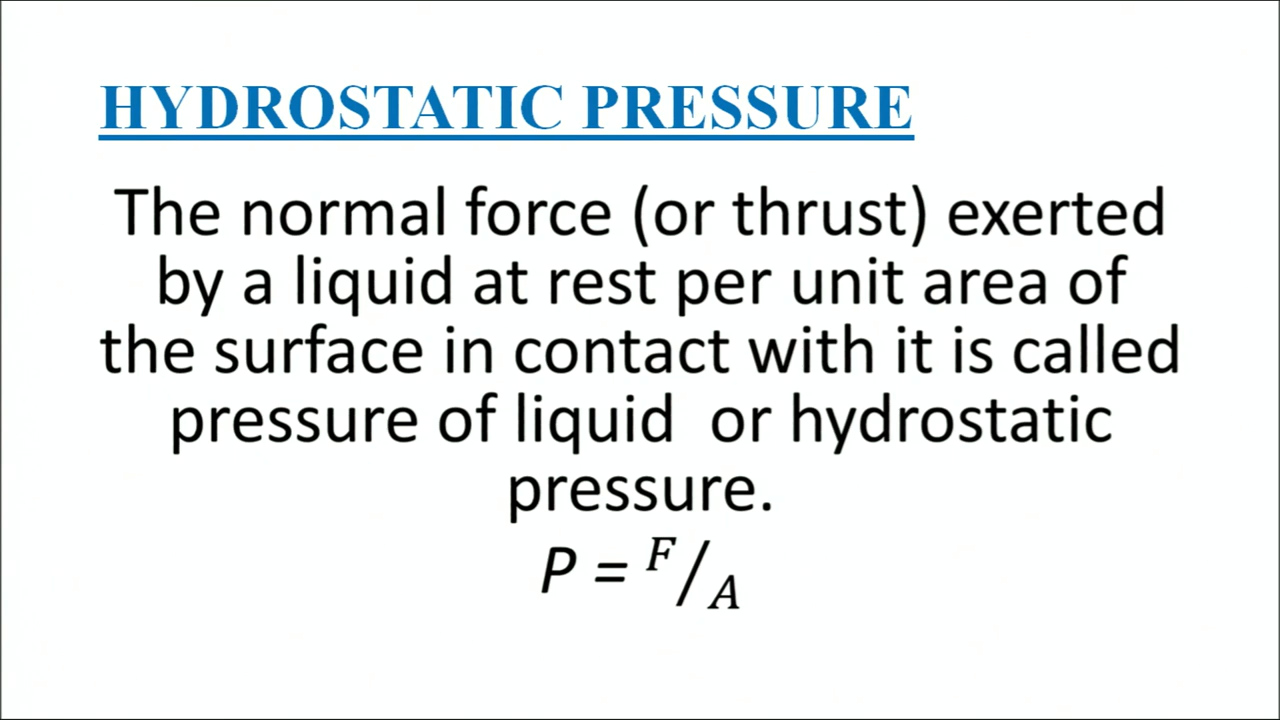 HYDROSTATIC PRESSURE
The normal force (or thrust) exerted
by a liquid at rest per unit area of
the surface in contact with it is called
pressure of liquid  or hydrostatic
pressure.
P = F/A